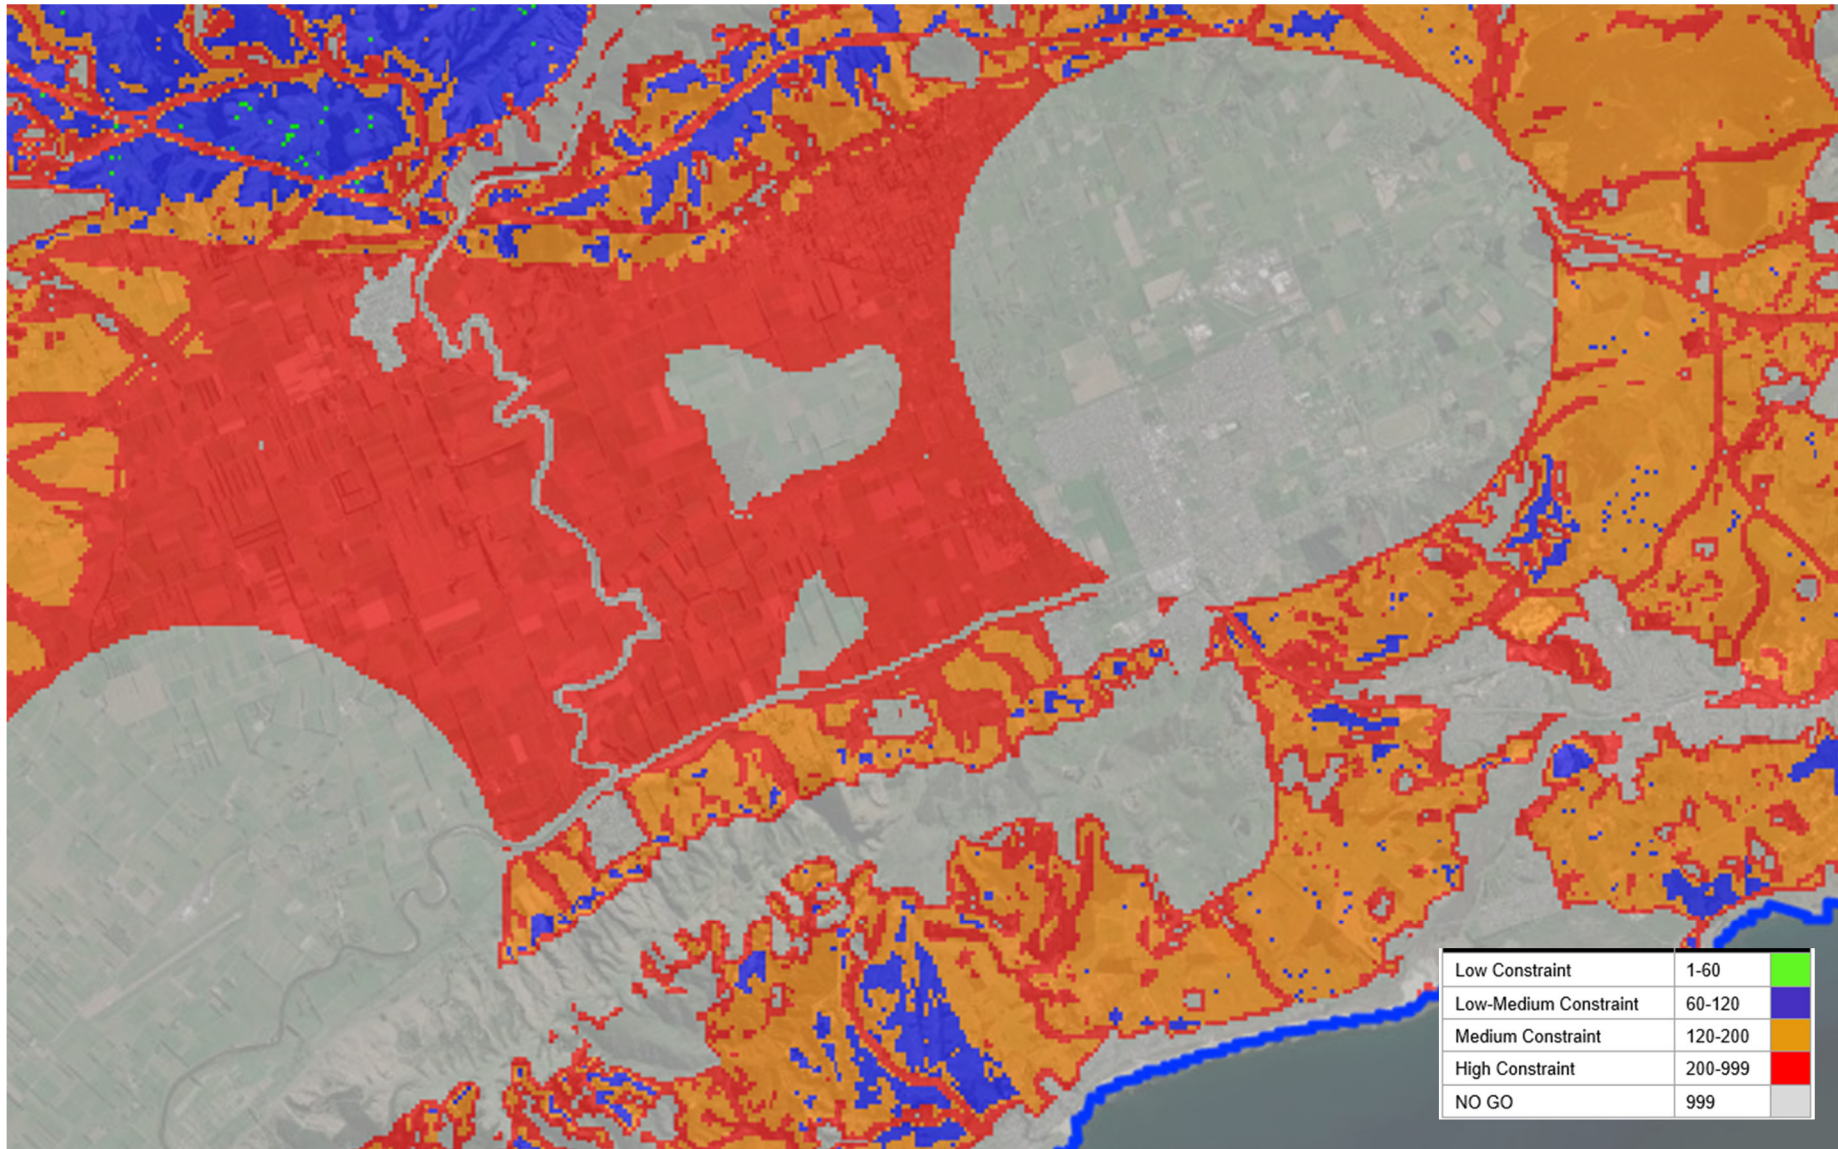 Low Constraint 1-60
Low-Medium Constraint 60-120
Medium Constraint 120-200
High Constraint 200-999
NO GO 999